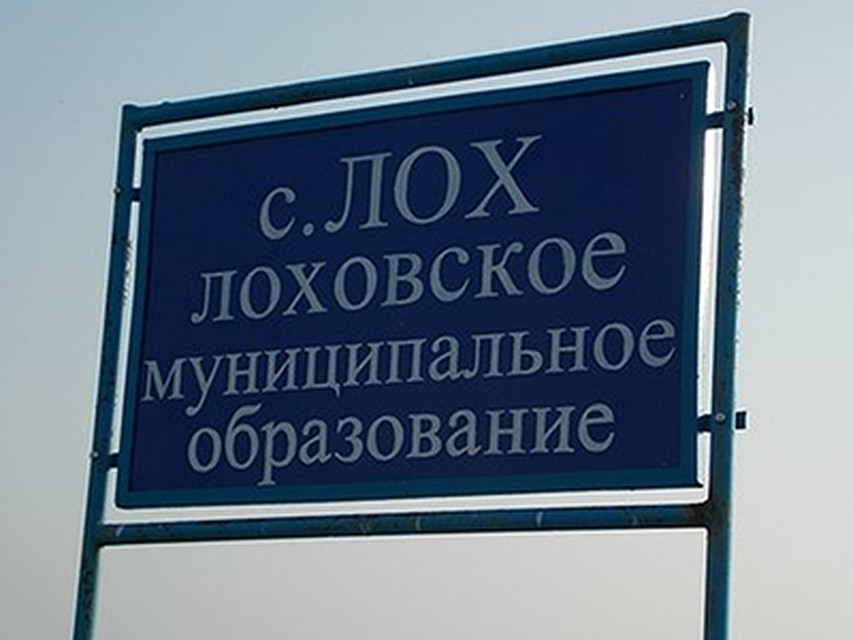 с.ЛОХ
лоховское
муниципальное
образование